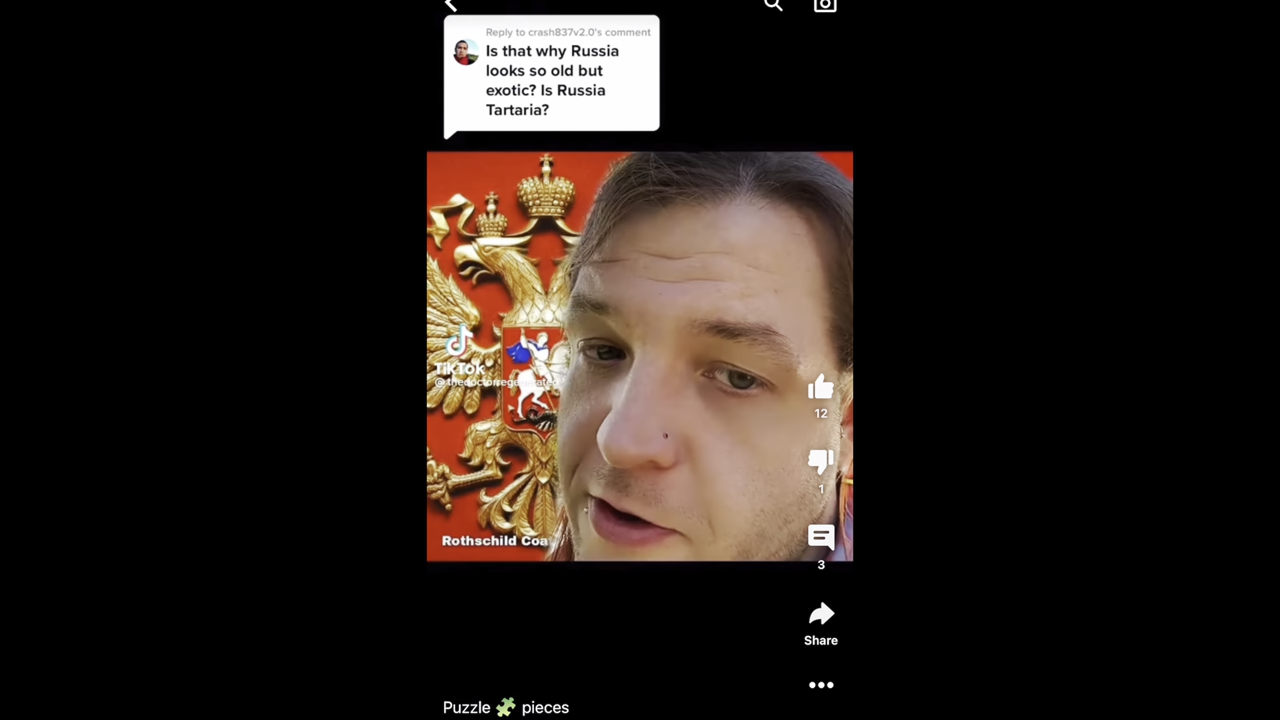 Reply to crash837v2.0's comment
Is that why Russia
looks so old but
exotic? Is Russia
Tartaria?
TikTok
@thedoctorregenerated
12
1
Rothschild Coa
3
Share
Puzzle 🧩 pieces